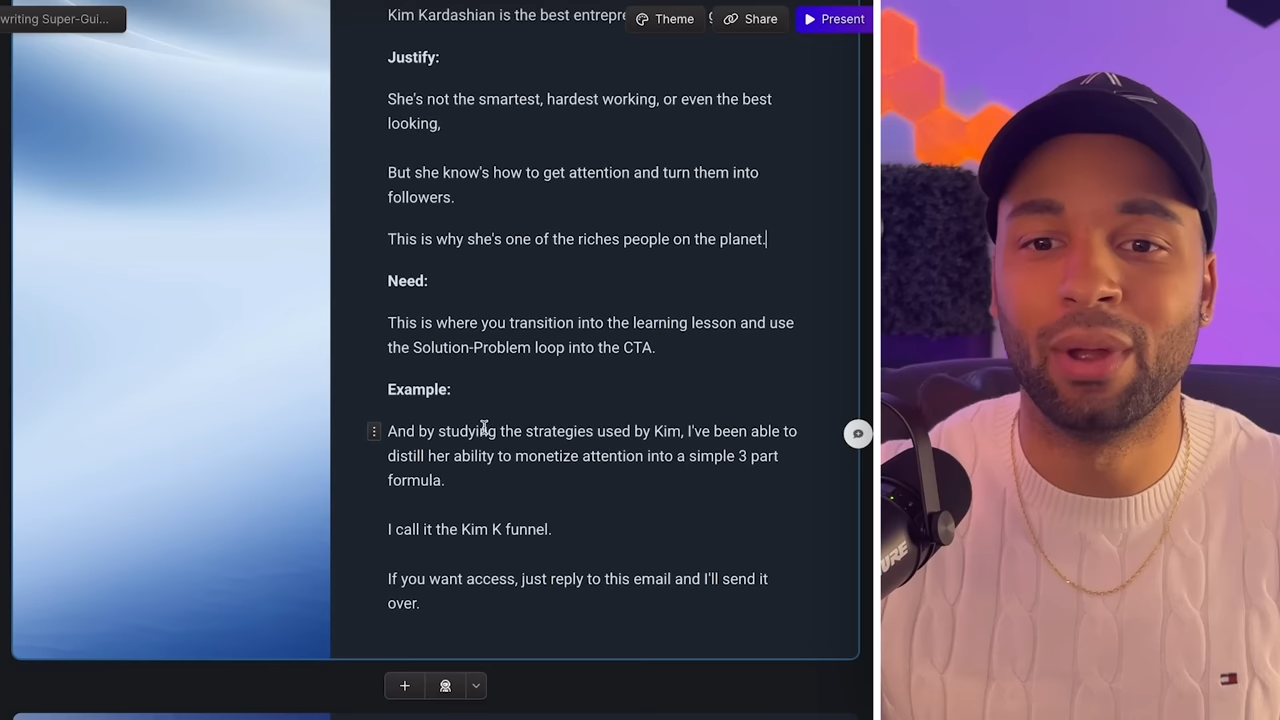 writing Super-Gui...
Theme
Share
Present
Kim Kardashian is the best
Justify:
She's not the smartest, hardest working, or even the best
looking,
But she know's how to get attention and turn them into
followers.
This is why she's one of the riches people on the planet.
Need:
This is where you transition into the learning lesson and use
the Solution-Problem loop into the CTA.
Example:
And by studying the strategies used by Kim, I've been able to
distill her ability to monetize attention into a simple 3 part
formula.
I call it the Kim K funnel.
If you want access, just reply to this email and I'll send it
over.